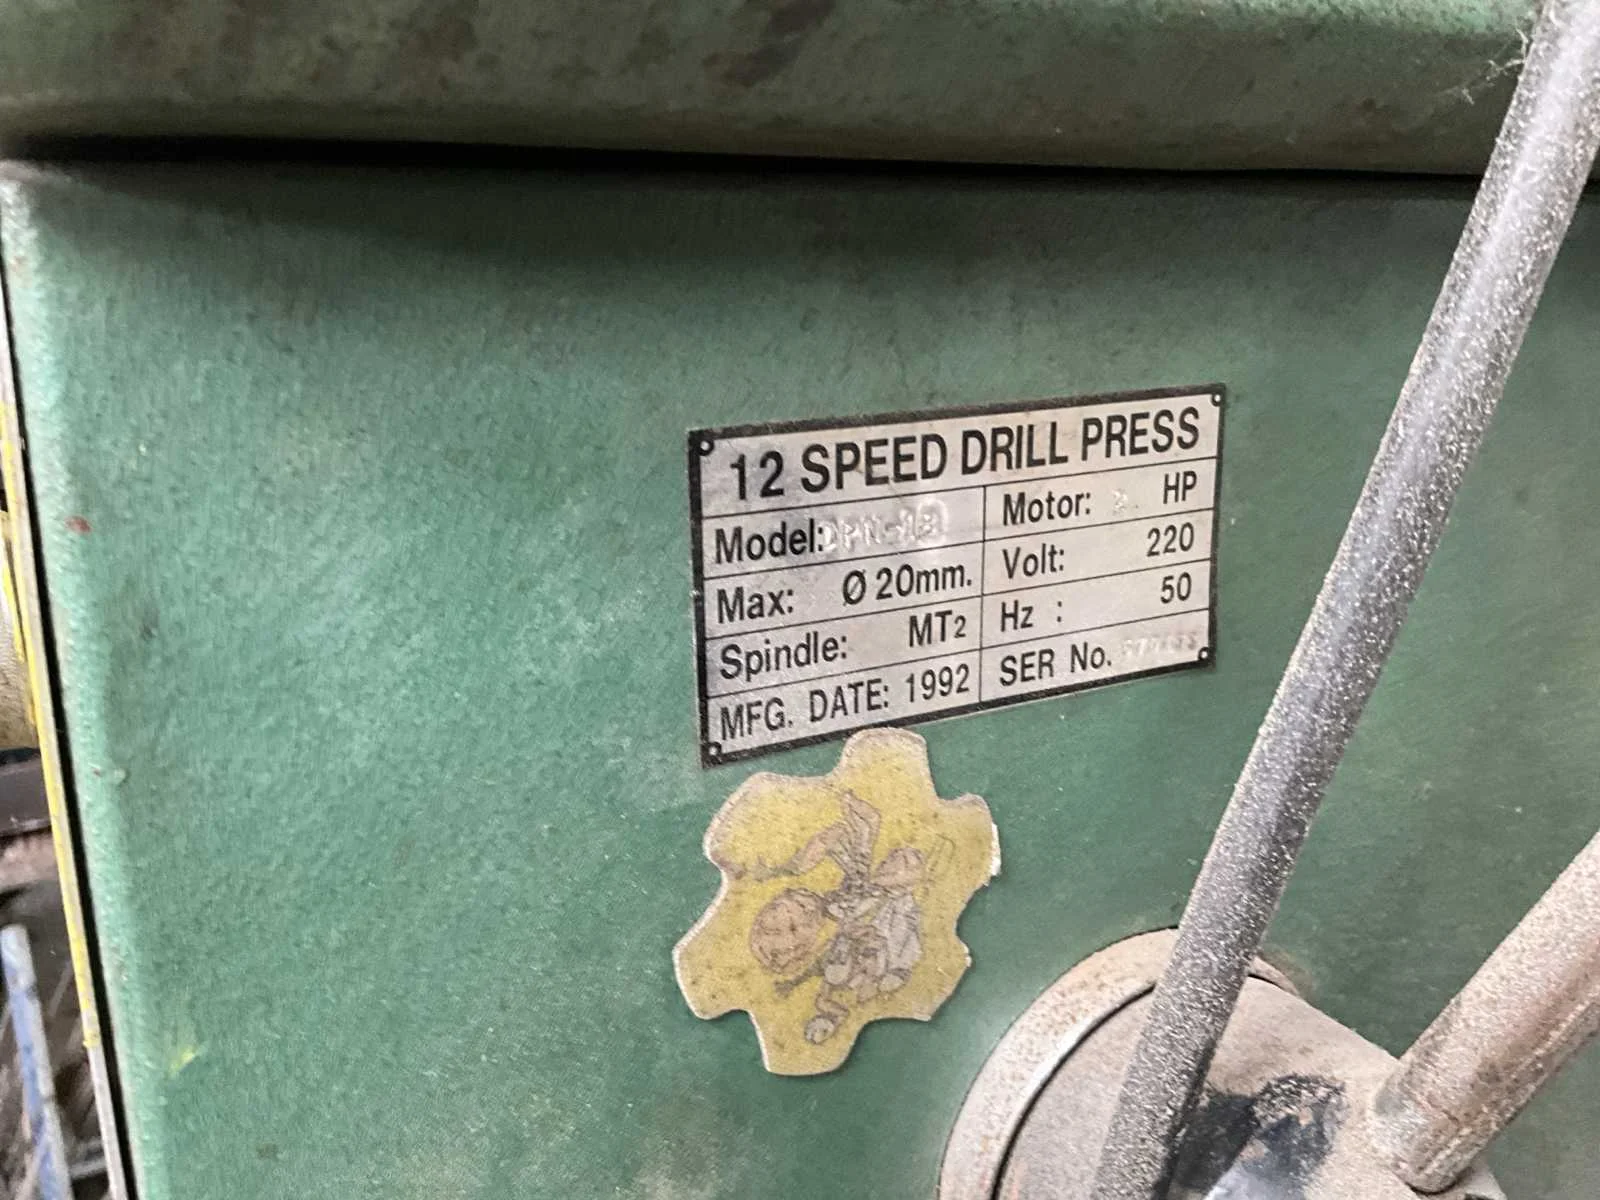 12 SPEED DRILL PRESS
Model:
Motor: HP
Max: Ø 20mm.
Volt: 220
Spindle: MT2
Hz : 50
MFG. DATE: 1992
SER No.